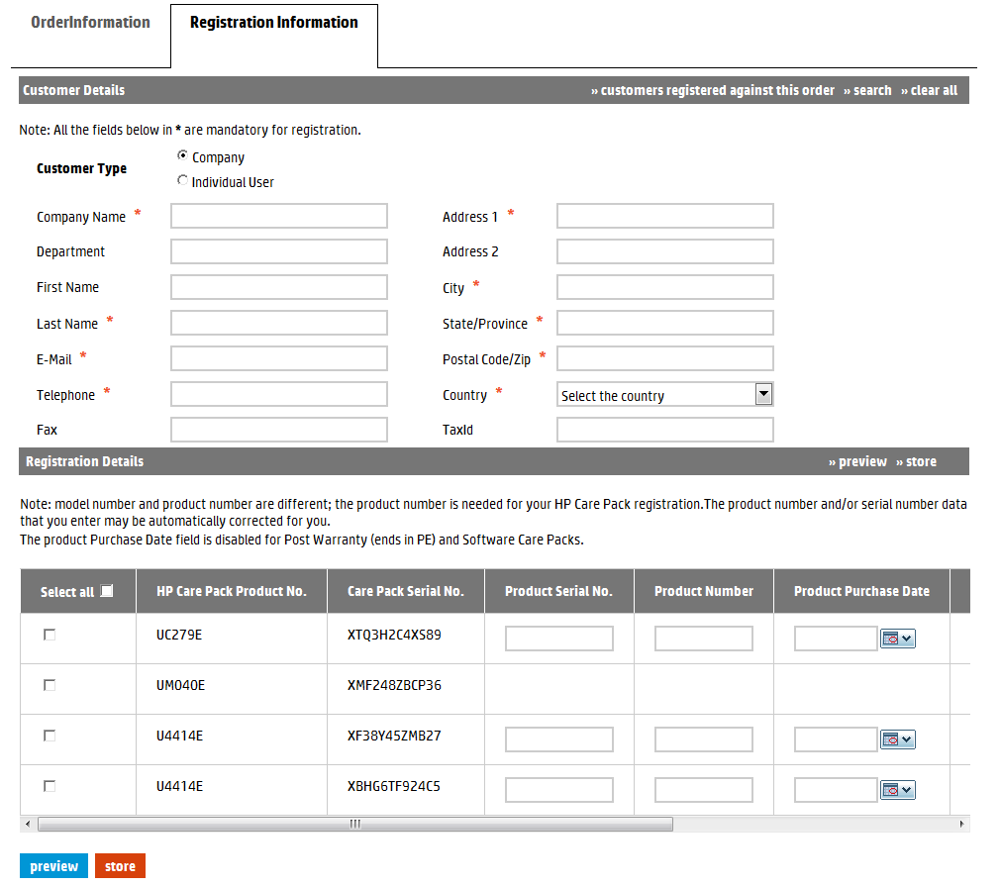 OrderInformation
Registration Information
Customer Details » customers registered against this order » search » clear all
Note: All the fields below in * are mandatory for registration.
Customer Type
Company
Individual User
Company Name * Address 1 *
Department Address 2
First Name City *
Last Name * State/Province *
E-Mail * Postal Code/Zip *
Telephone * Country * Select the country
Fax TaxId
Registration Details » preview » store
Note: model number and product number are different; the product number is needed for your HP Care Pack registration.The product number and/or serial number data
that you enter may be automatically corrected for you.
The product Purchase Date field is disabled for Post Warranty (ends in PE) and Software Care Packs.
Select all HP Care Pack Product No. Care Pack Serial No. Product Serial No. Product Number Product Purchase Date
UC279E XTQ3H2C4XS89
UM040E XMF248ZBCP36
U4414E XF38Y45ZMB27
U4414E XBHG6TF924C5
preview store